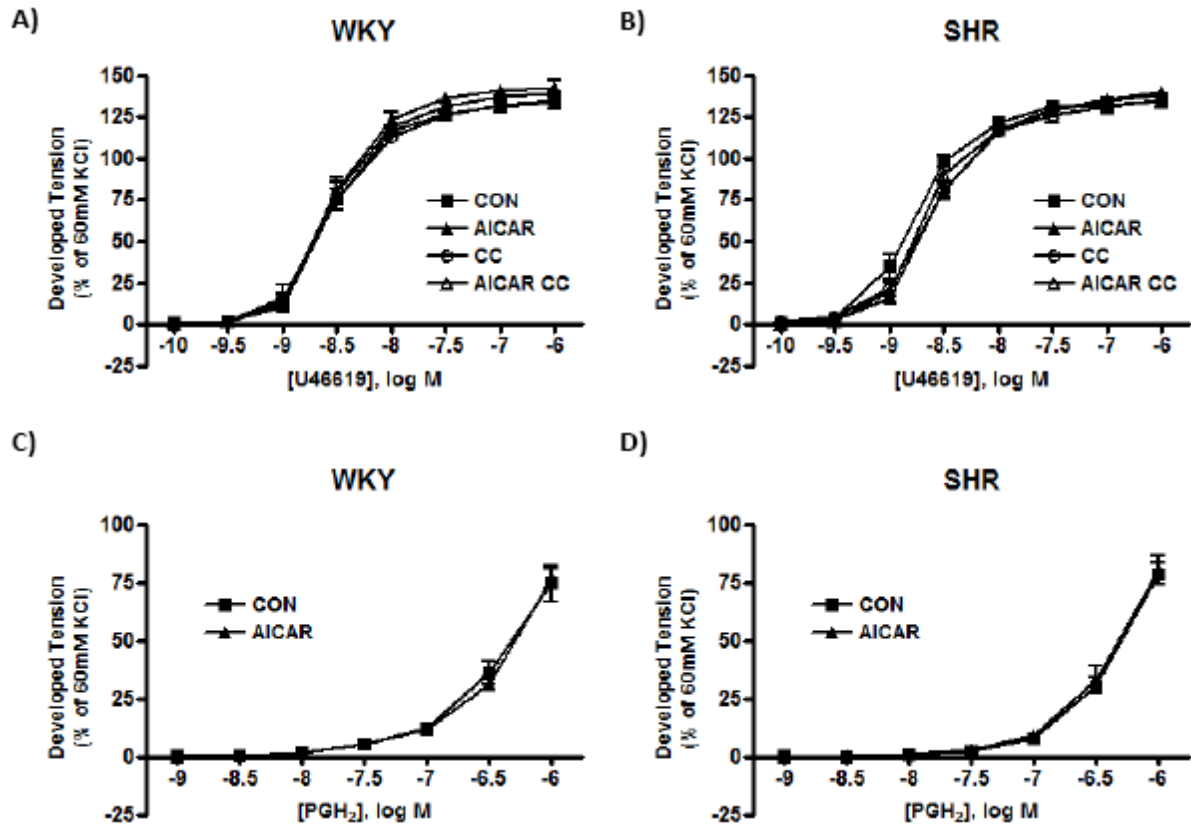 A)
WKY
Developed Tension
(% of 60mM KCl)
150
125
100
75
50
25
0
-25
CON
AICAR
CC
AICAR CC
-10 -9.5 -9 -8.5 -8 -7.5 -7 -6
[U46619], log M
B)
SHR
Developed Tension
(% of 60mM KCl)
150
125
100
75
50
25
0
-25
CON
AICAR
CC
AICAR CC
-10 -9.5 -9 -8.5 -8 -7.5 -7 -6
[U46619], log M
C)
WKY
Developed Tension
(% of 60mM KCl)
100
75
50
25
0
-25
CON
AICAR
-9 -8.5 -8 -7.5 -7 -6.5 -6
[PGH₂], log M
D)
SHR
Developed Tension
(% of 60mM KCl)
100
75
50
25
0
-25
CON
AICAR
-9 -8.5 -8 -7.5 -7 -6.5 -6
[PGH₂], log M